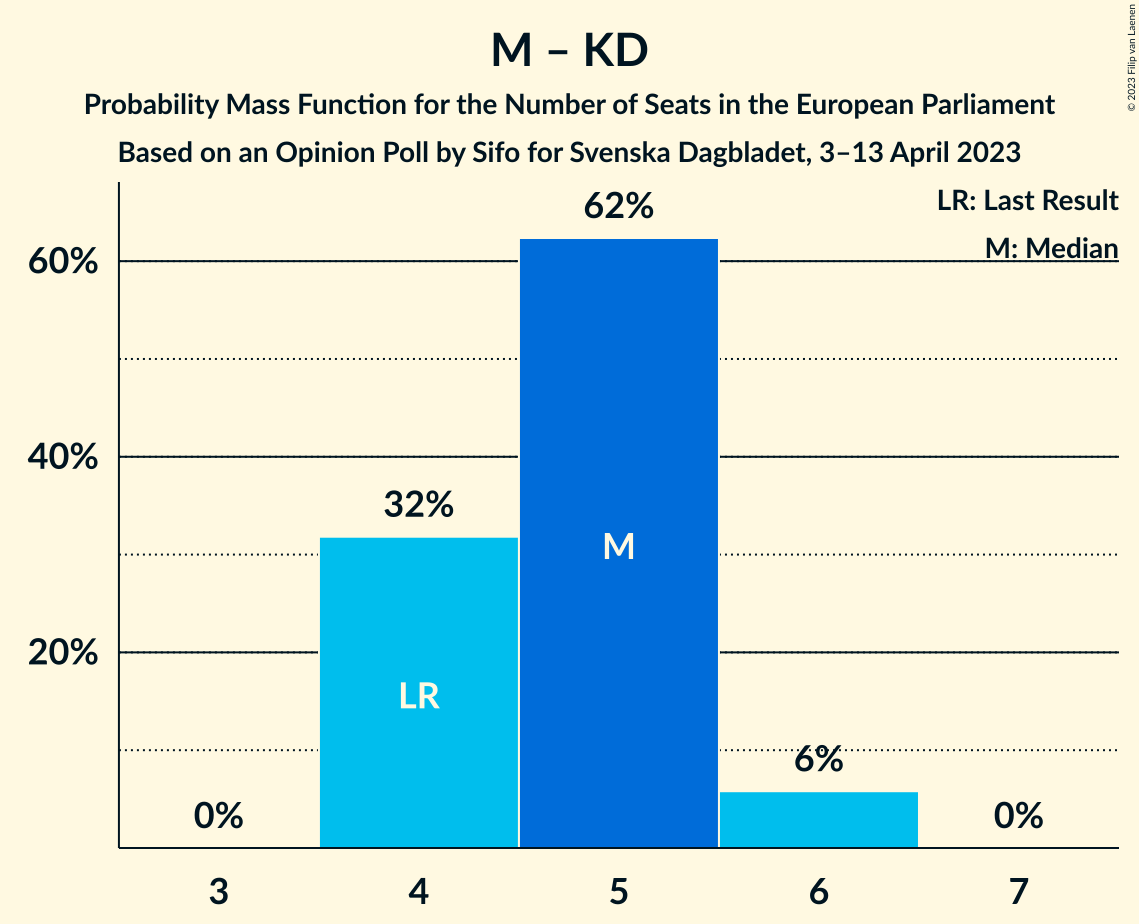 M – KD
Probability Mass Function for the Number of Seats in the European Parliament
Based on an Opinion Poll by Sifo for Svenska Dagbladet, 3–13 April 2023
© 2023 Filip van Laenen
LR: Last Result
M: Median
62%
60%
40%
32%
M
20%
LR
6%
0%
0%
3 4 5 6 7